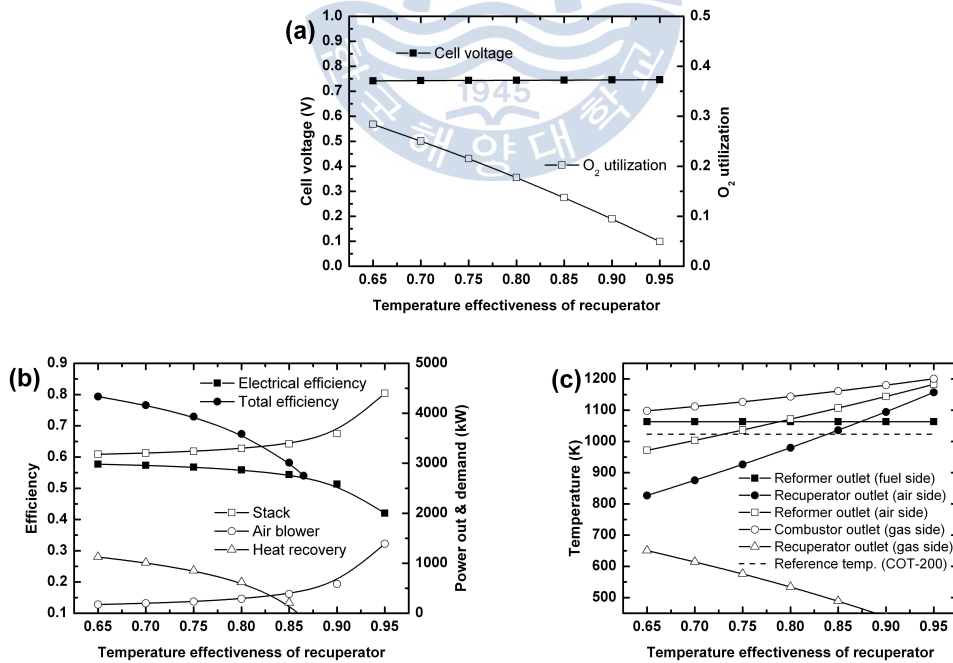 (a)
1.0
0.9
0.8
0.7
0.6
0.5
0.4
0.3
0.2
0.1
0.0
Cell voltage (V)
Cell voltage
O2 utilization
0.5
0.4
0.3
0.2
0.1
0.0
O2 utilization
0.65 0.70 0.75 0.80 0.85 0.90 0.95
Temperature effectiveness of recuperator
1945
해양대학교
(b)
0.9
0.8
0.7
0.6
0.5
0.4
0.3
0.2
0.1
Efficiency
Electrical efficiency
Total efficiency
Stack
Air blower
Heat recovery
5000
4000
3000
2000
1000
0
Power out & demand (kW)
0.65 0.70 0.75 0.80 0.85 0.90 0.95
Temperature effectiveness of recuperator
(c)
1200
1100
1000
900
800
700
600
500
Temperature (K)
Reformer outlet (fuel side)
Recuperator outlet (air side)
Reformer outlet (air side)
Combustor outlet (gas side)
Recuperator outlet (gas side)
Reference temp. (COT-200)
0.65 0.70 0.75 0.80 0.85 0.90 0.95
Temperature effectiveness of recuperator